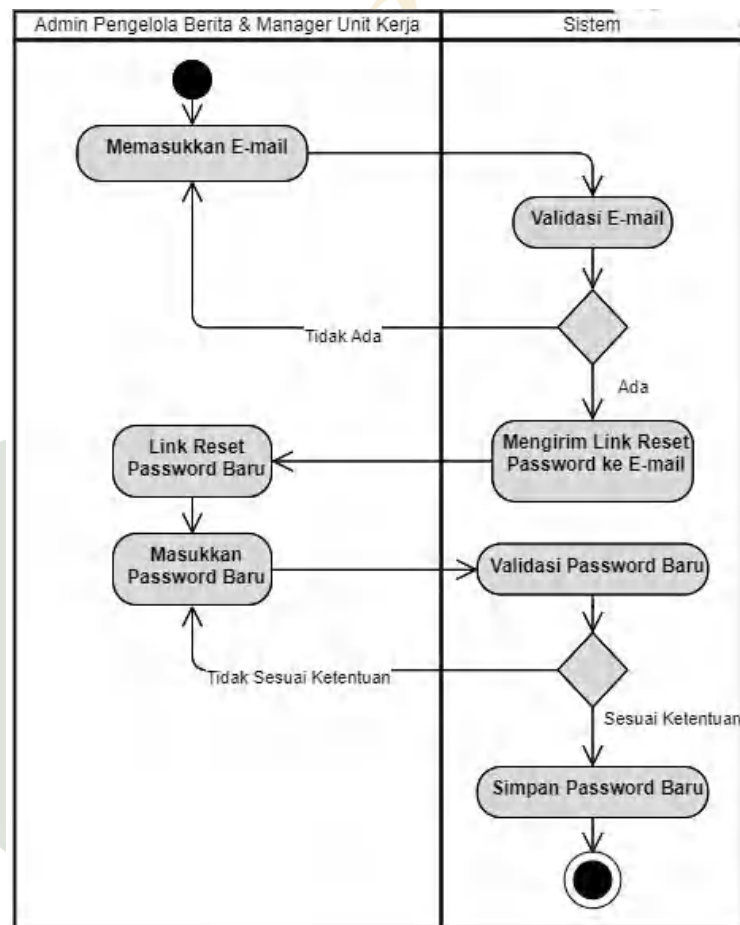 Admin Pengelola Berita & Manager Unit Kerja
Sistem
Memasukkan E-mail
Validasi E-mail
Tidak Ada
Ada
Link Reset
Password Baru
Mengirim Link Reset
Password ke E-mail
Masukkan
Password Baru
Validasi Password Baru
Tidak Sesuai Ketentuan
Sesuai Ketentuan
Simpan Password Baru